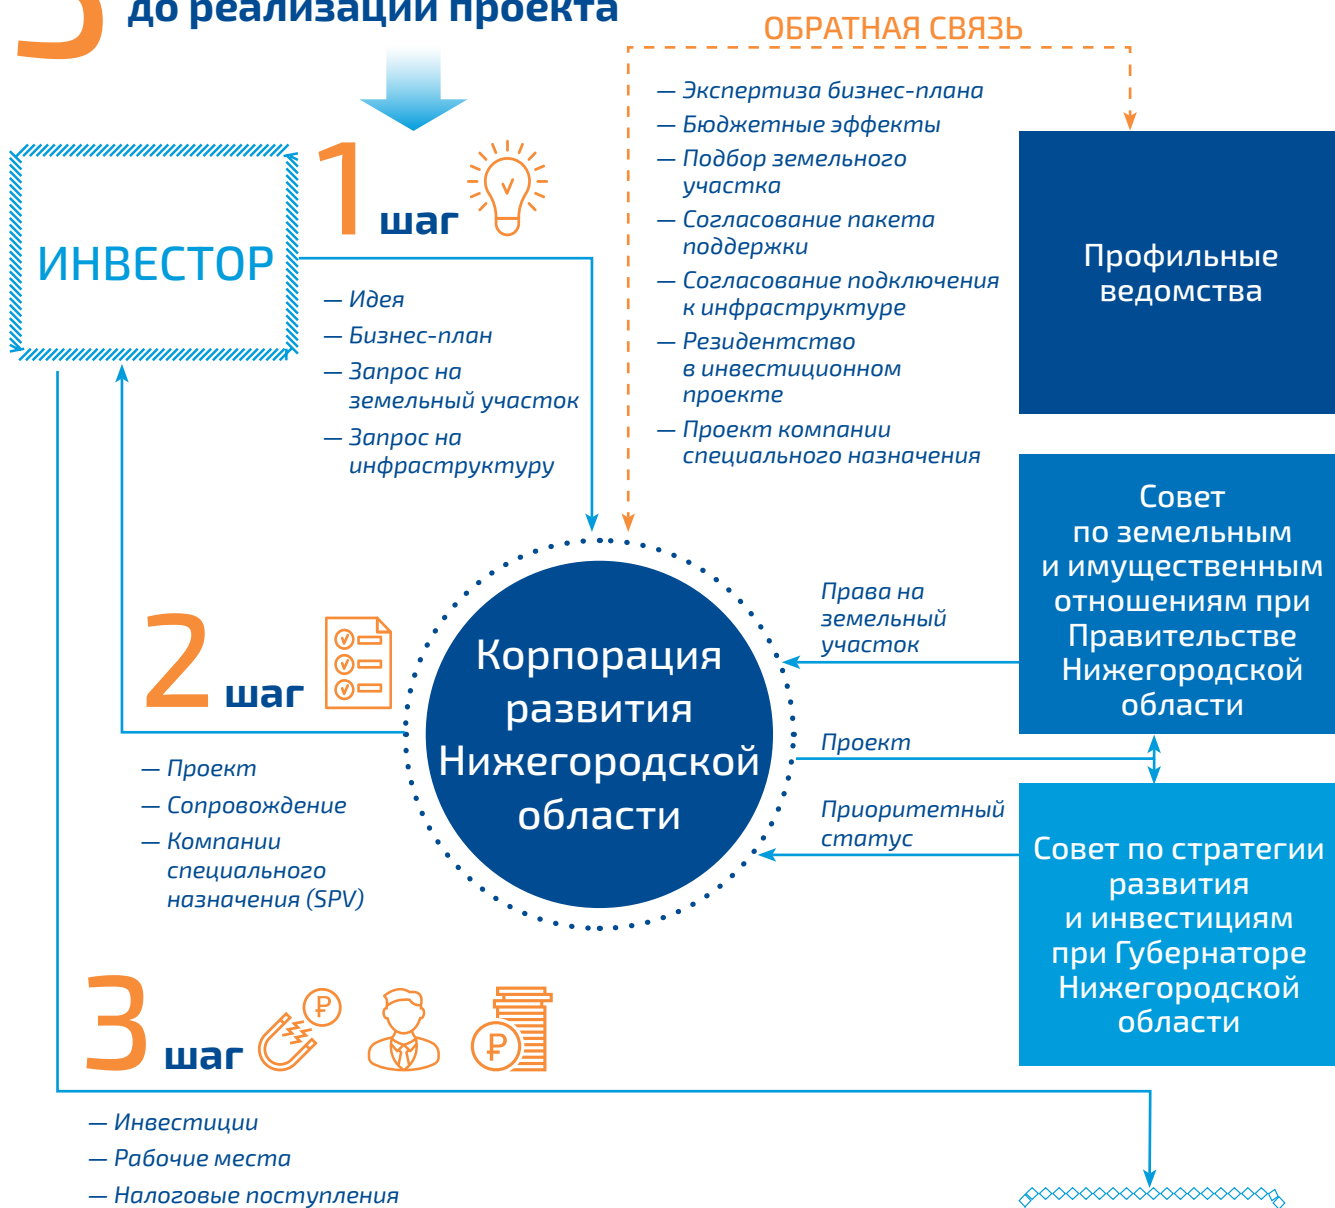 3
до реализации проекта
ОБРАТНАЯ СВЯЗЬ
1 шаг
ИНВЕСТОР
— Идея
— Бизнес-план
— Запрос на
земельный участок
— Запрос на
инфраструктуру
— Экспертиза бизнес-плана
— Бюджетные эффекты
— Подбор земельного
участка
— Согласование пакета
поддержки
— Согласование подключения
к инфраструктуре
— Резидентство
в инвестиционном
проекте
— Проект компании
специального назначения
Профильные
ведомства
Совет
по земельным
и имущественным
отношениям при
Правительстве
Нижегородской
области
Права на
земельный
участок
2 шаг
Корпорация
развития
Нижегородской
области
Проект
— Проект
— Сопровождение
— Компании
специального
назначения (SPV)
Приоритетный
статус
Совет по стратегии
развития
и инвестициям
при Губернаторе
Нижегородской
области
3 шаг
— Инвестиции
— Рабочие места
— Налоговые поступления